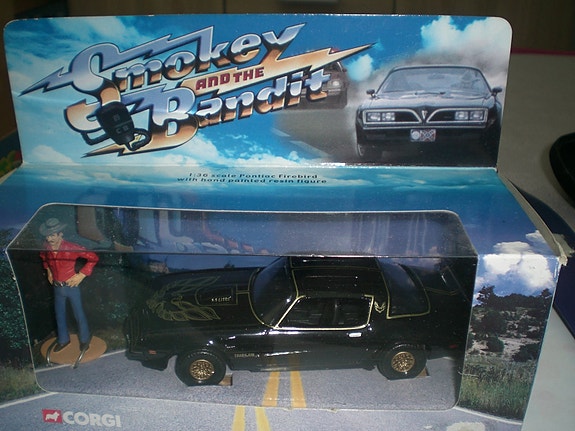 Smokey
AND THE
Bandit
1:36 scale Pontiac Firebird
with hand painted resin figure
CORGI